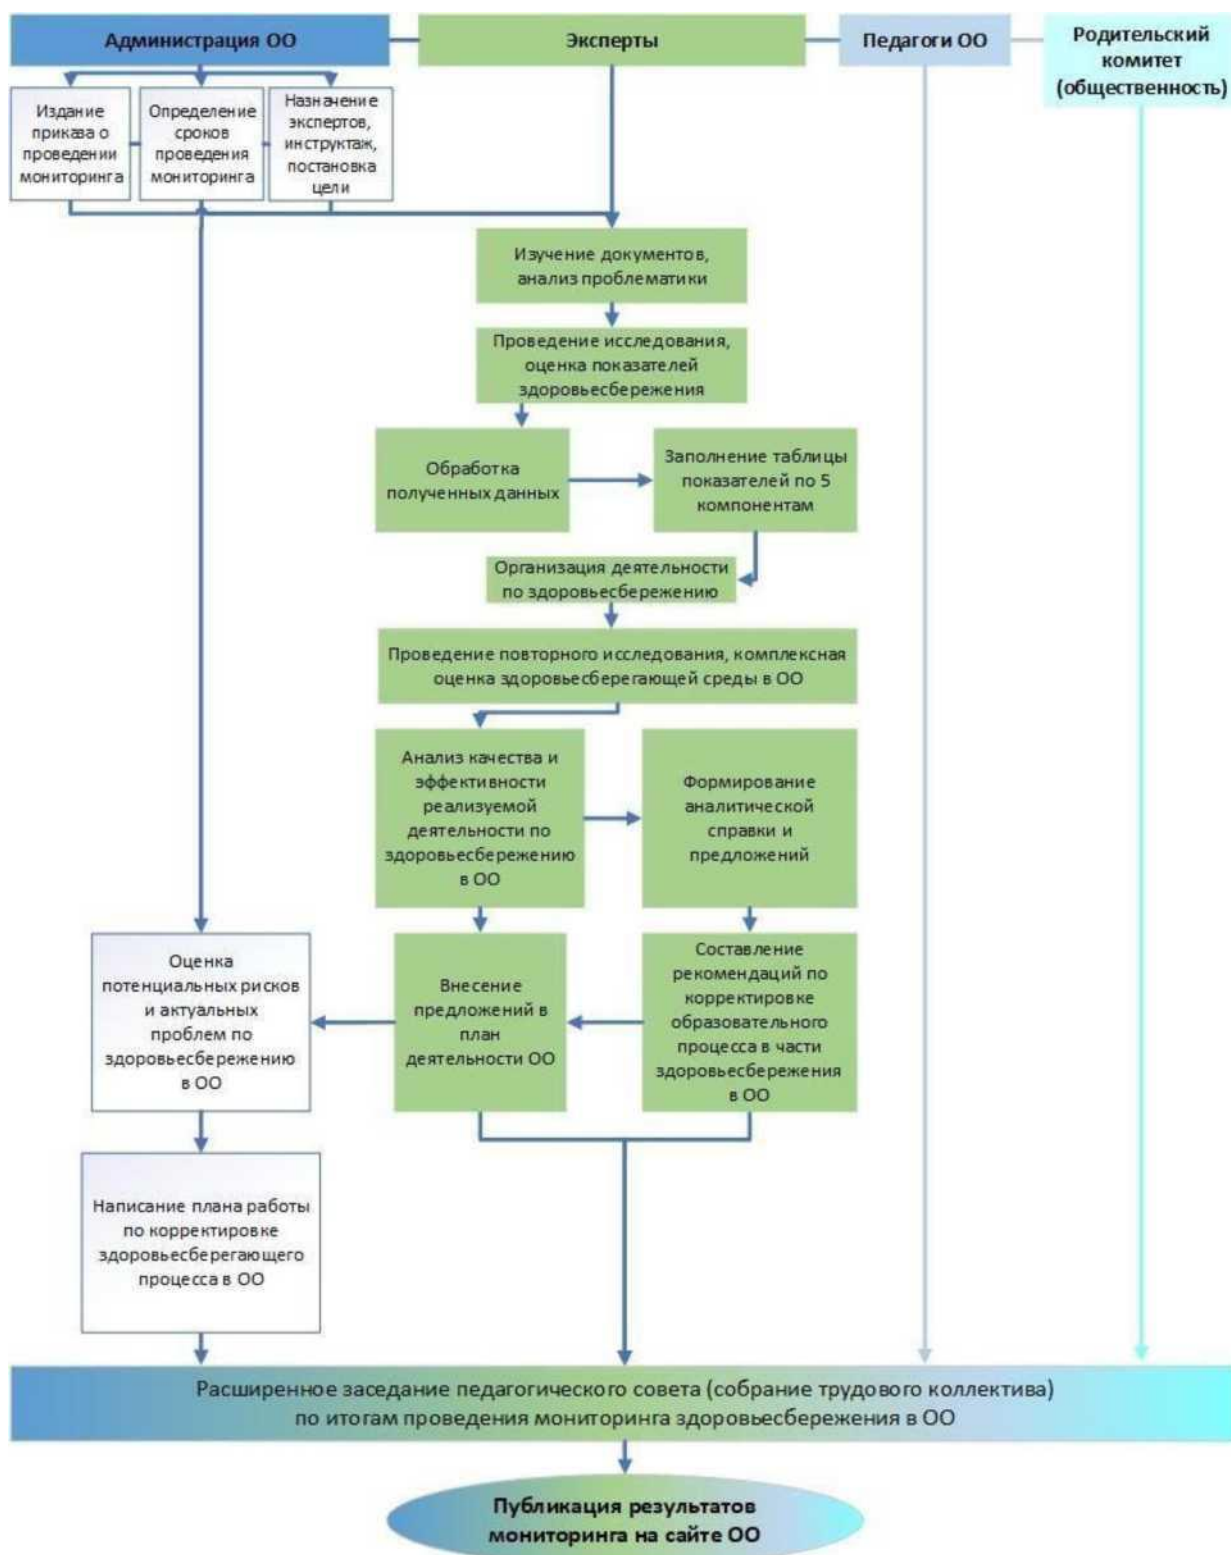 Администрация ОО
Эксперты
Педагоги ОО
Родительский
комитет
(общественность)
Издание
приказа о
проведении
мониторинга
Определение
сроков
проведения
мониторинга
Назначение
экспертов,
инструктаж,
постановка
цели
Изучение документов,
анализ проблематики
Проведение исследования,
оценка показателей
здоровьесбережения
Обработка
полученных данных
Заполнение таблицы
показателей по 5
компонентам
Организация деятельности
по здоровьесбережению
Проведение повторного исследования, комплексная
оценка здоровьесберегающей среды в ОО
Анализ качества и
эффективности
реализуемой
деятельности по
здоровьесбережению
в ОО
Формирование
аналитической
справки и
предложений
Оценка
потенциальных рисков
и актуальных
проблем по
здоровьесбережению
в ОО
Внесение
предложений в
план
деятельности ОО
Составление
рекомендаций по
корректировке
образовательного
процесса в части
здоровьесбережения
в ОО
Написание плана работы
по корректировке
здоровьесберегающего
процесса в ОО
Расширенное заседание педагогического совета (собрание трудового коллектива)
по итогам проведения мониторинга здоровьесбережения в ОО
Публикация результатов
мониторинга на сайте ОО